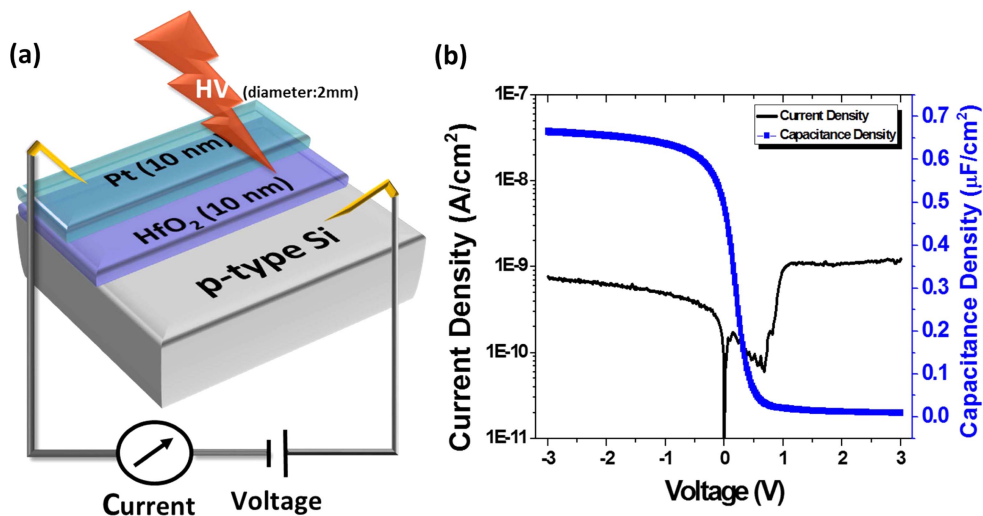 (a)
HV (diameter:2mm)
Pt (10 nm)
HfO₂ (10 nm)
p-type Si
Current
Voltage
(b)
Current Density (A/cm²)
1E-7
1E-8
1E-9
1E-10
1E-11
Current Density
Capacitance Density
Capacitance Density (μF/cm²)
0.7
0.6
0.5
0.4
0.3
0.2
0.1
0.0
-3 -2 -1 0 1 2 3
Voltage (V)